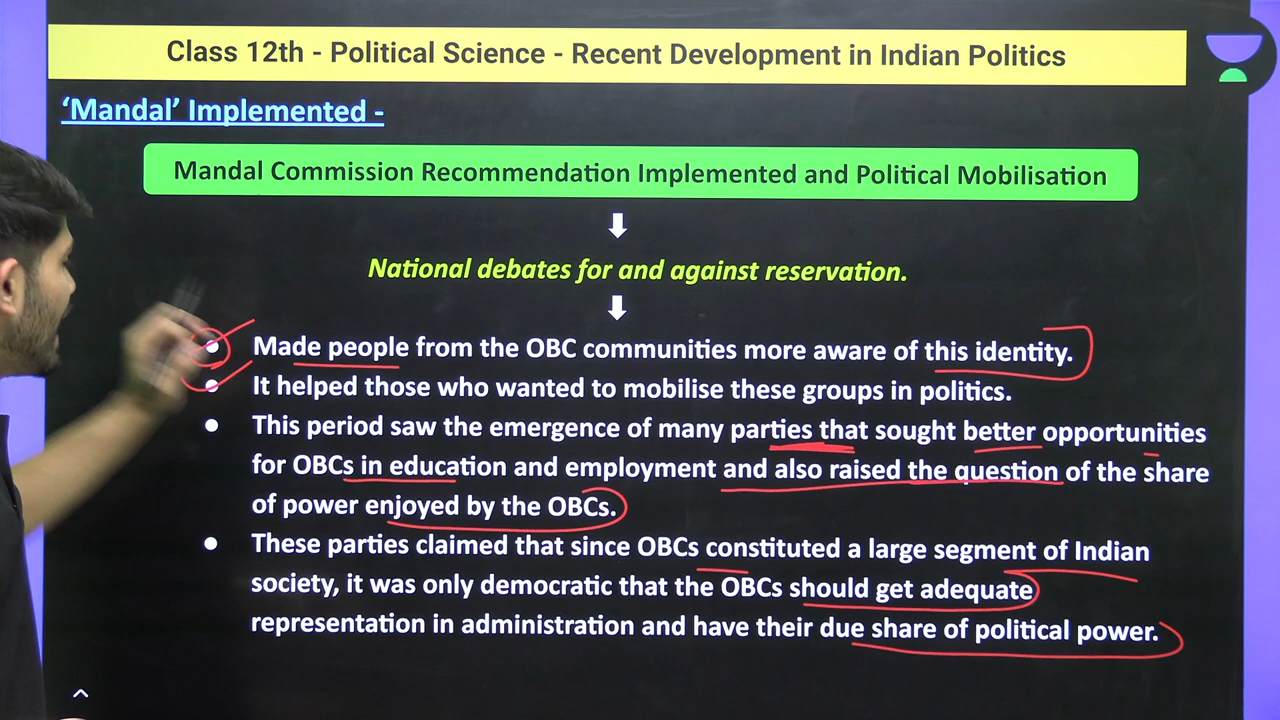 Class 12th - Political Science - Recent Development in Indian Politics
‘Mandal’ Implemented -
Mandal Commission Recommendation Implemented and Political Mobilisation
National debates for and against reservation.
● Made people from the OBC communities more aware of this identity.
● It helped those who wanted to mobilise these groups in politics.
● This period saw the emergence of many parties that sought better opportunities
for OBCs in education and employment and also raised the question of the share
of power enjoyed by the OBCs.
● These parties claimed that since OBCs constituted a large segment of Indian
society, it was only democratic that the OBCs should get adequate
representation in administration and have their due share of political power.